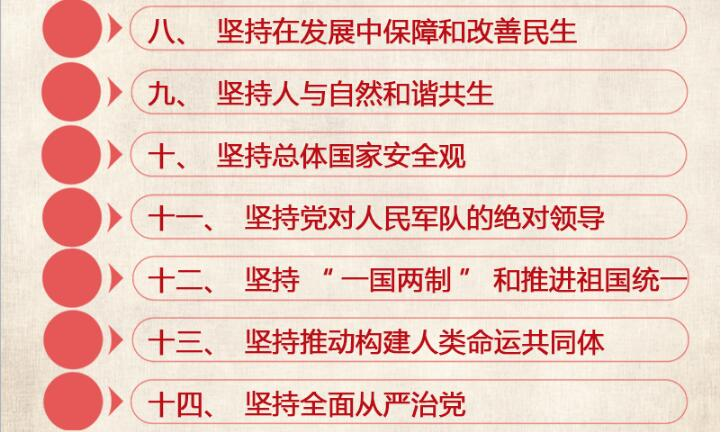 八、 坚持在发展中保障和改善民生
九、 坚持人与自然和谐共生
十、 坚持总体国家安全观
十一、 坚持党对人民军队的绝对领导
十二、 坚持 “一国两制” 和推进祖国统一
十三、 坚持推动构建人类命运共同体
十四、 坚持全面从严治党